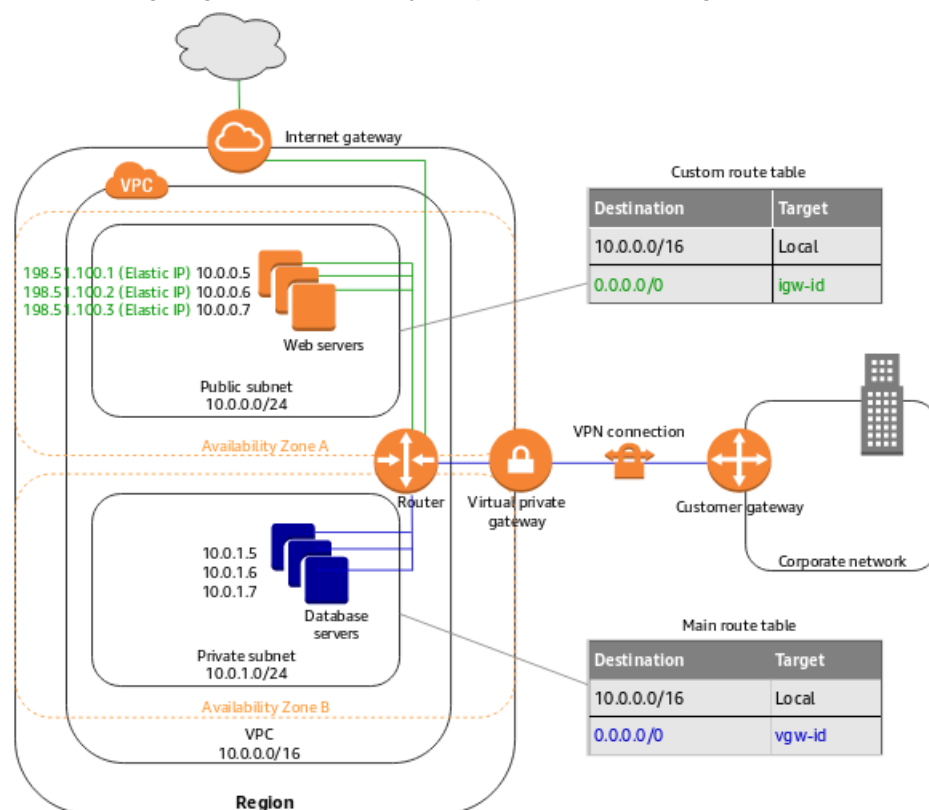 Internet gateway
VPC
Custom route table
Destination Target
10.0.0.0/16 Local
0.0.0.0/0 igw-id
198.51.100.1 (Elastic IP) 10.0.0.5
198.51.100.2 (Elastic IP) 10.0.0.6
198.51.100.3 (Elastic IP) 10.0.0.7
Web servers
Public subnet
10.0.0.0/24
Availability Zone A
VPN connection
Router
Virtual private
gateway
Customer gateway
Corporate network
10.0.1.5
10.0.1.6
10.0.1.7
Database
servers
Private subnet
10.0.1.0/24
Availability Zone B
Main route table
Destination Target
10.0.0.0/16 Local
0.0.0.0/0 vgw-id
VPC
10.0.0.0/16
Region